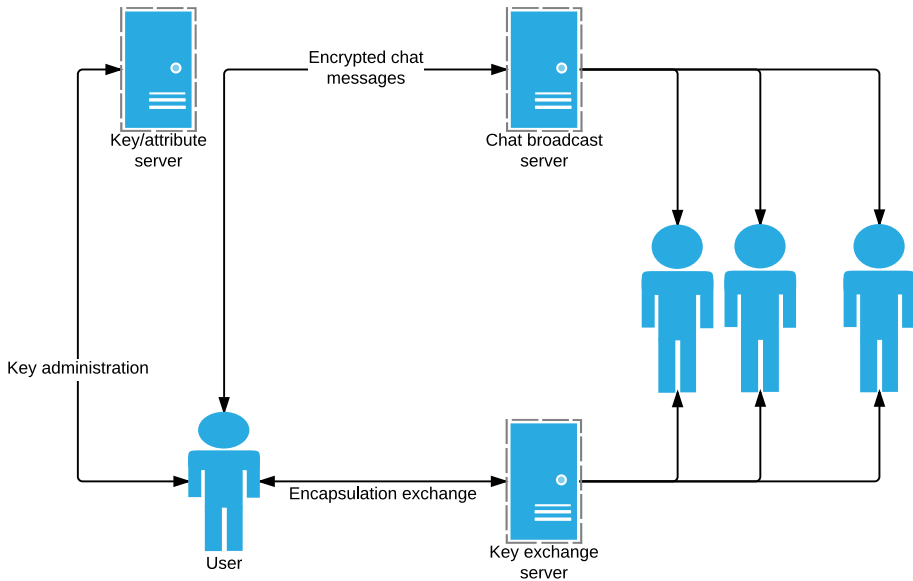 Encrypted chat
messages
Key/attribute
server
Chat broadcast
server
Key administration
Encapsulation exchange
User
Key exchange
server